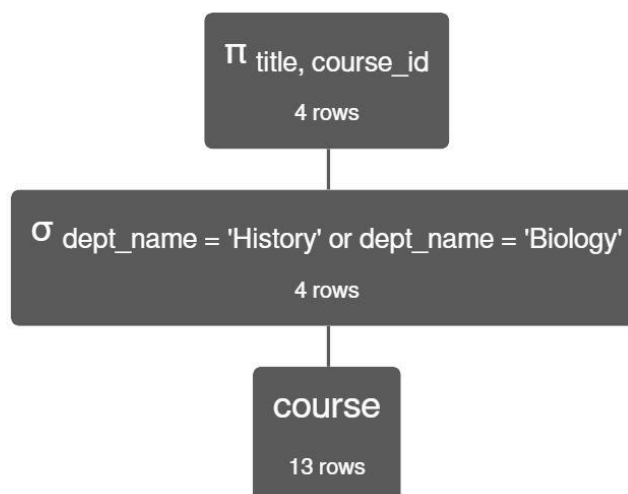 π title, course_id
4 rows
σ dept_name = 'History' or dept_name = 'Biology'
4 rows
course
13 rows